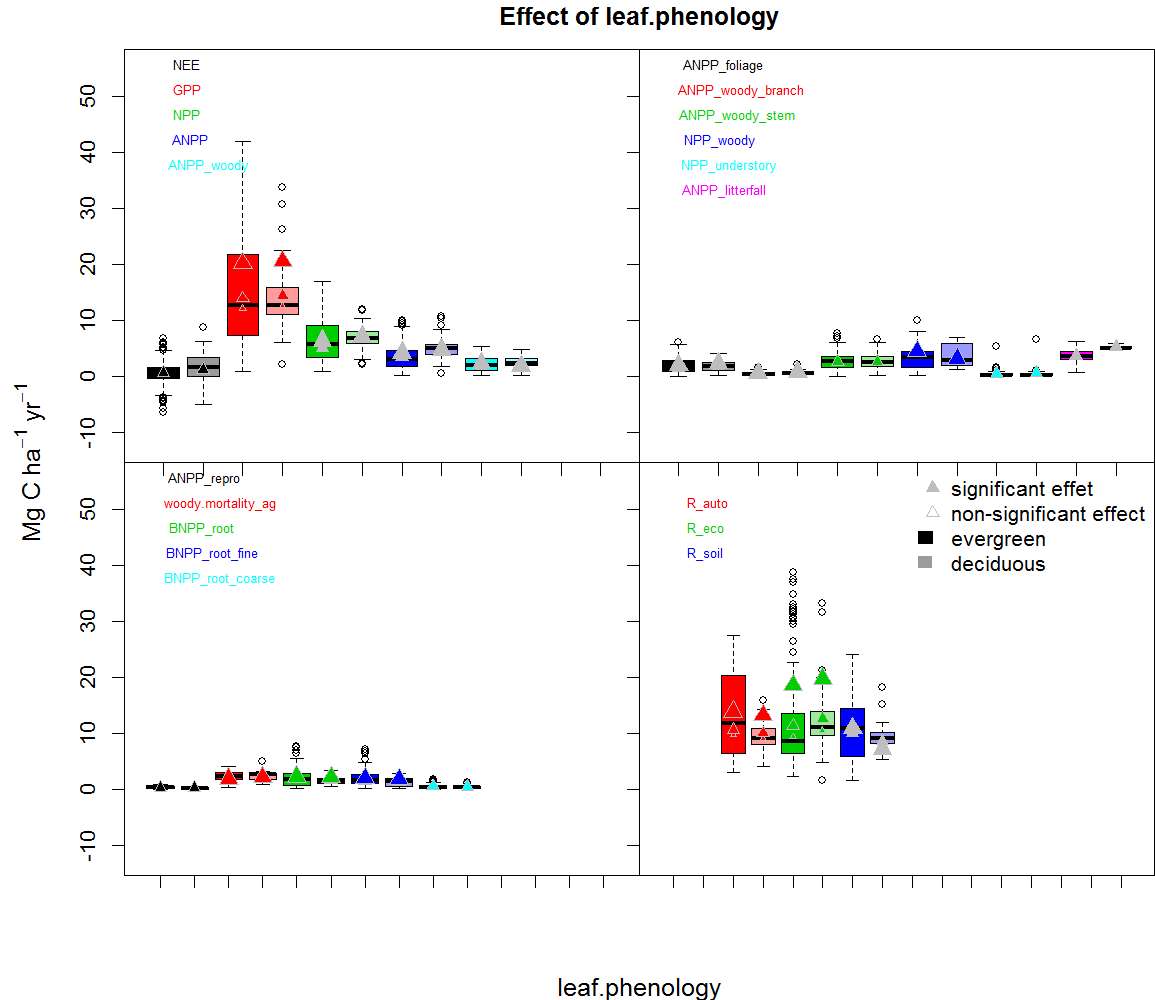 Effect of leaf.phenology
NEE
GPP
NPP
ANPP
ANPP_woody
ANPP_foliage
ANPP_woody_branch
ANPP_woody_stem
NPP_woody
NPP_understory
ANPP_litterfall
50
40
30
20
10
0
-10
Mg C ha⁻¹ yr⁻¹
ANPP_repro
woody.mortality_ag
BNPP_root
BNPP_root_fine
BNPP_root_coarse
R_auto
R_eco
R_soil
significant effet
non-significant effect
evergreen
deciduous
50
40
30
20
10
0
-10
leaf.phenology